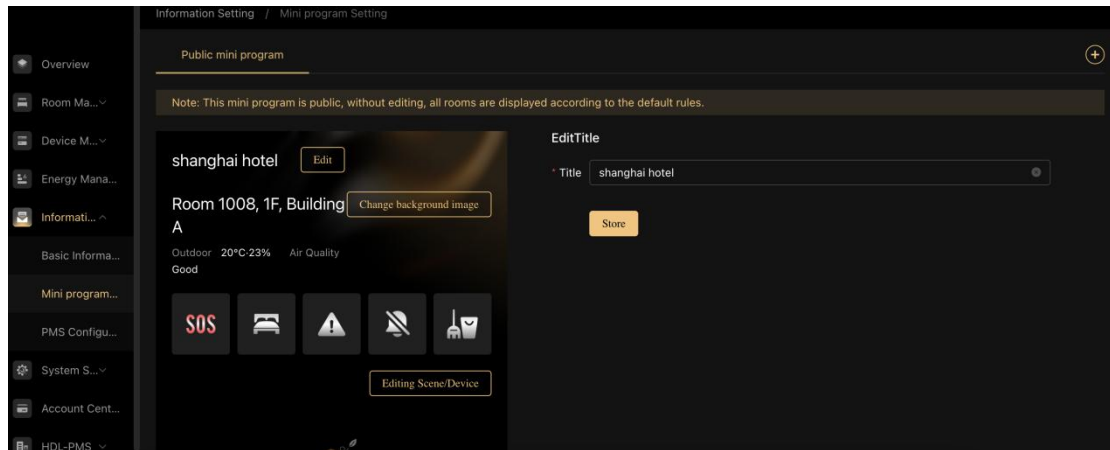 Information Setting / Mini program Setting
Overview
Room Ma...
Device M...
Energy Mana...
Informati...
Basic Informa...
Mini program...
PMS Configu...
System S...
Account Cent...
HDL-PMS
Public mini program
Note: This mini program is public, without editing, all rooms are displayed according to the default rules.
shanghai hotel Edit
Room 1008, 1F, Building Change background image
A
Outdoor 20°C·23% Air Quality
Good
SOS
Editing Scene/Device
EditTitle
* Title shanghai hotel
Store